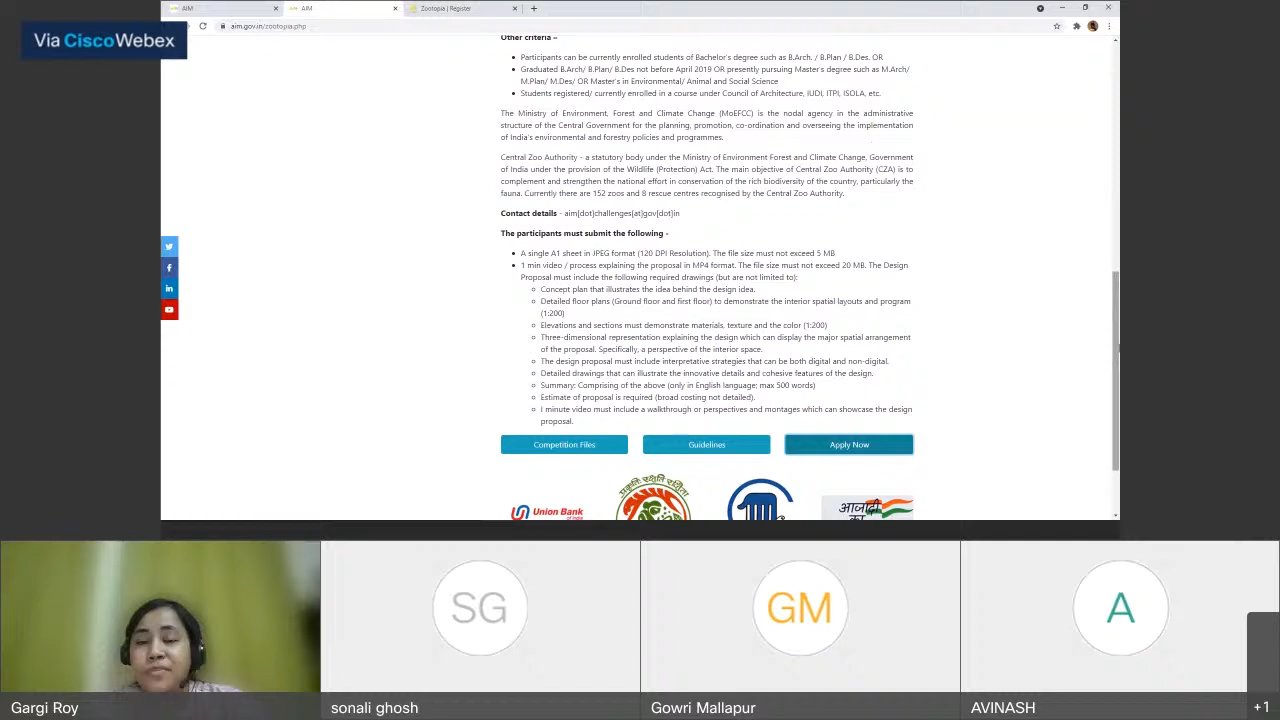 AIM
AIM
Zootopia | Register
aim.gov.in/zootopia.php
Via CiscoWebex
Other criteria –
Participants can be currently enrolled students of Bachelor's degree such as B.Arch. / B.Plan / B.Des. OR
Graduated B.Arch/ B.Plan/ B.Des not before April 2019 OR presently pursuing Master's degree such as M.Arch/
M.Plan/ M.Des/ OR Master's in Environmental/ Animal and Social Science
Students registered/ currently enrolled in a course under Council of Architecture, IUDI, ITPI, ISOLA, etc.
The Ministry of Environment, Forest and Climate Change (MoEFCC) is the nodal agency in the administrative
structure of the Central Government for the planning, promotion, co-ordination and overseeing the implementation
of India's environmental and forestry policies and programmes.
Central Zoo Authority - a statutory body under the Ministry of Environment Forest and Climate Change, Government
of India under the provision of the Wildlife (Protection) Act. The main objective of Central Zoo Authority (CZA) is to
complement and strengthen the national effort in conservation of the rich biodiversity of the country, particularly the
fauna. Currently there are 152 zoos and 8 rescue centres recognised by the Central Zoo Authority.
Contact details - aim[dot]challenges[at]gov[dot]in
The participants must submit the following -
A single A1 sheet in JPEG format (120 DPI Resolution). The file size must not exceed 5 MB
1 min video / process explaining the proposal in MP4 format. The file size must not exceed 20 MB. The Design
Proposal must include the following required drawings (but are not limited to):
Concept plan that illustrates the idea behind the design idea.
Detailed floor plans (Ground floor and first floor) to demonstrate the interior spatial layouts and program
(1:200)
Elevations and sections must demonstrate materials, texture and the color (1:200)
Three-dimensional representation explaining the design which can display the major spatial arrangement
of the proposal. Specifically, a perspective of the interior space.
The design proposal must include interpretative strategies that can be both digital and non-digital.
Detailed drawings that can illustrate the innovative details and cohesive features of the design.
Summary: Comprising of the above (only in English language; max 500 words)
Estimate of proposal is required (broad costing not detailed).
I minute video must include a walkthrough or perspectives and montages which can showcase the design
proposal.
Competition Files
Guidelines
Apply Now
Union Bank
of India
प्रकृतिः रक्षति रक्षिता
आज़ादी
का
SG
GM
A
Gargi Roy
sonali ghosh
Gowri Mallapur
AVINASH
+1